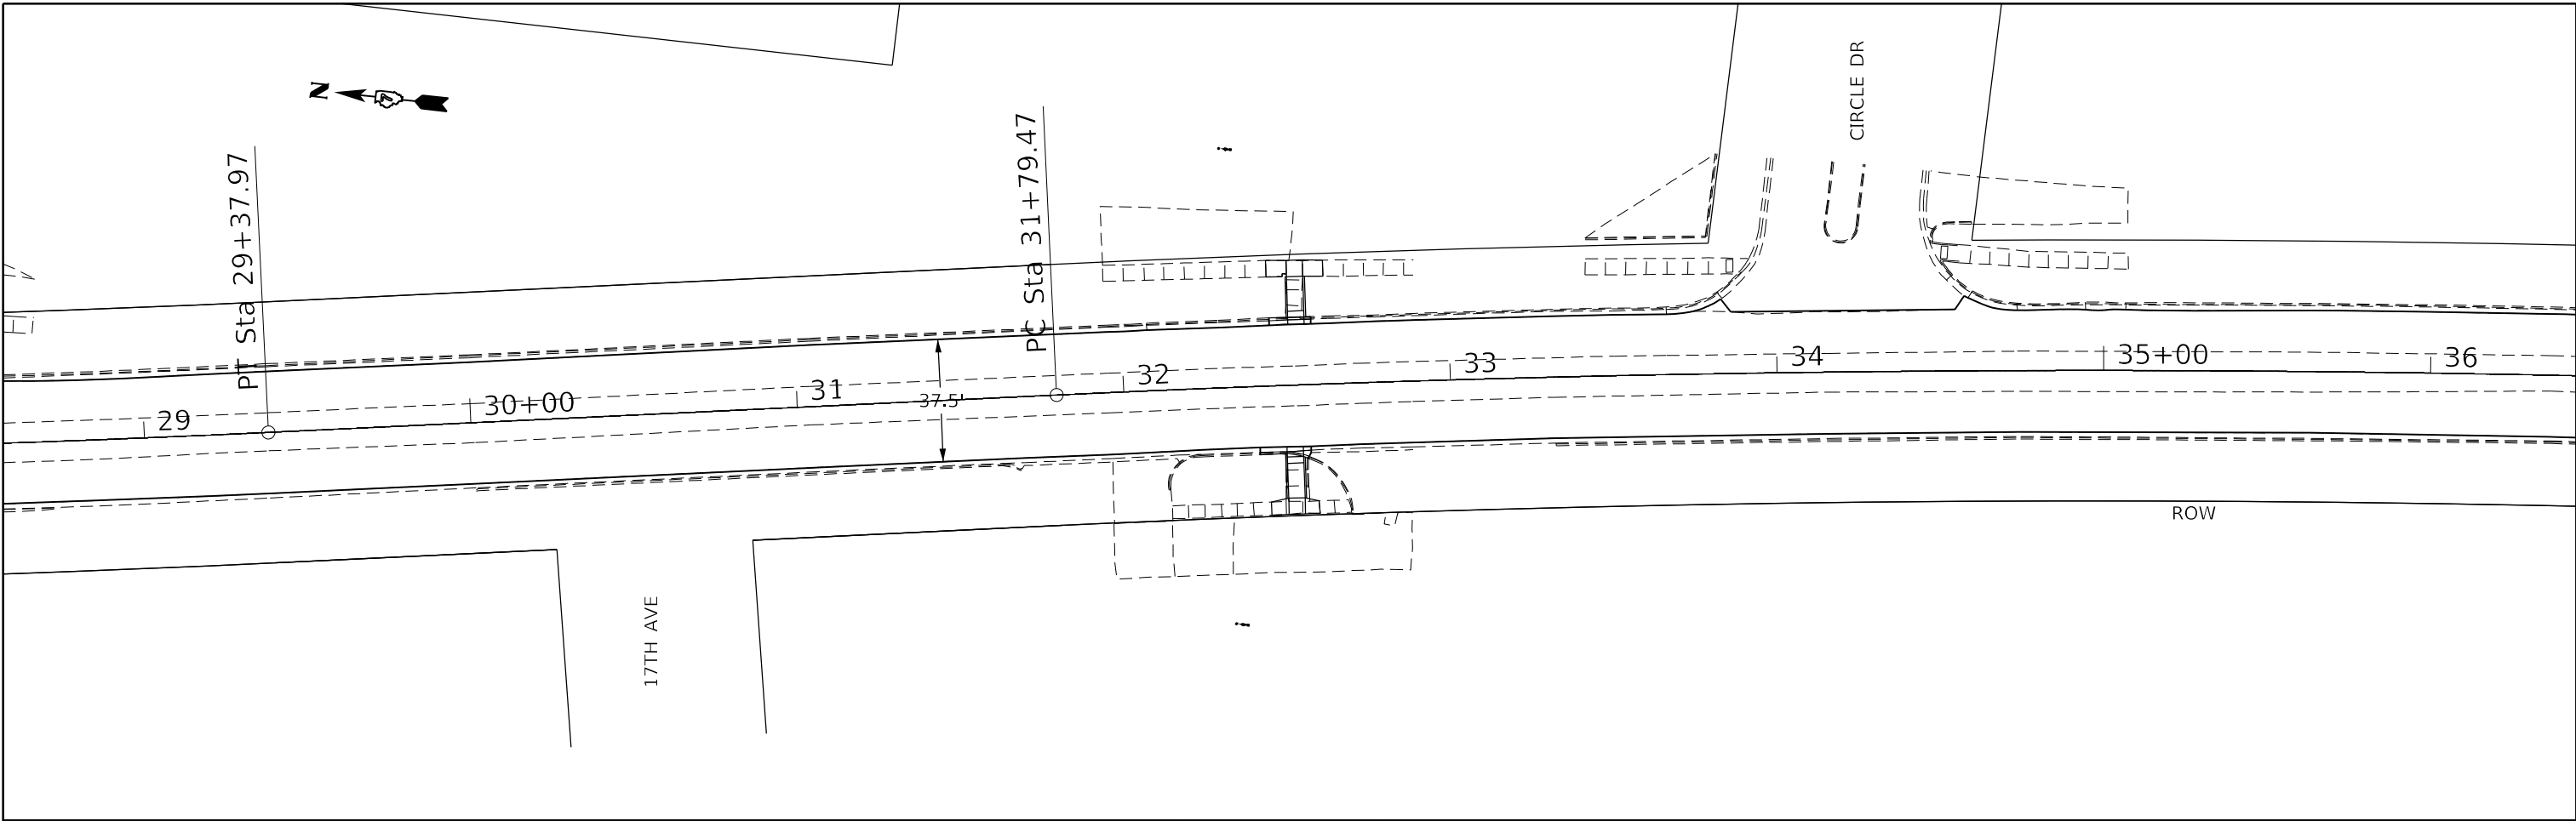 CIRCLE DR
N
PT Sta 29+37.97
PC Sta 31+79.47
29
30+00
31
32
33
34
35+00
36
37.5'
ROW
17TH AVE